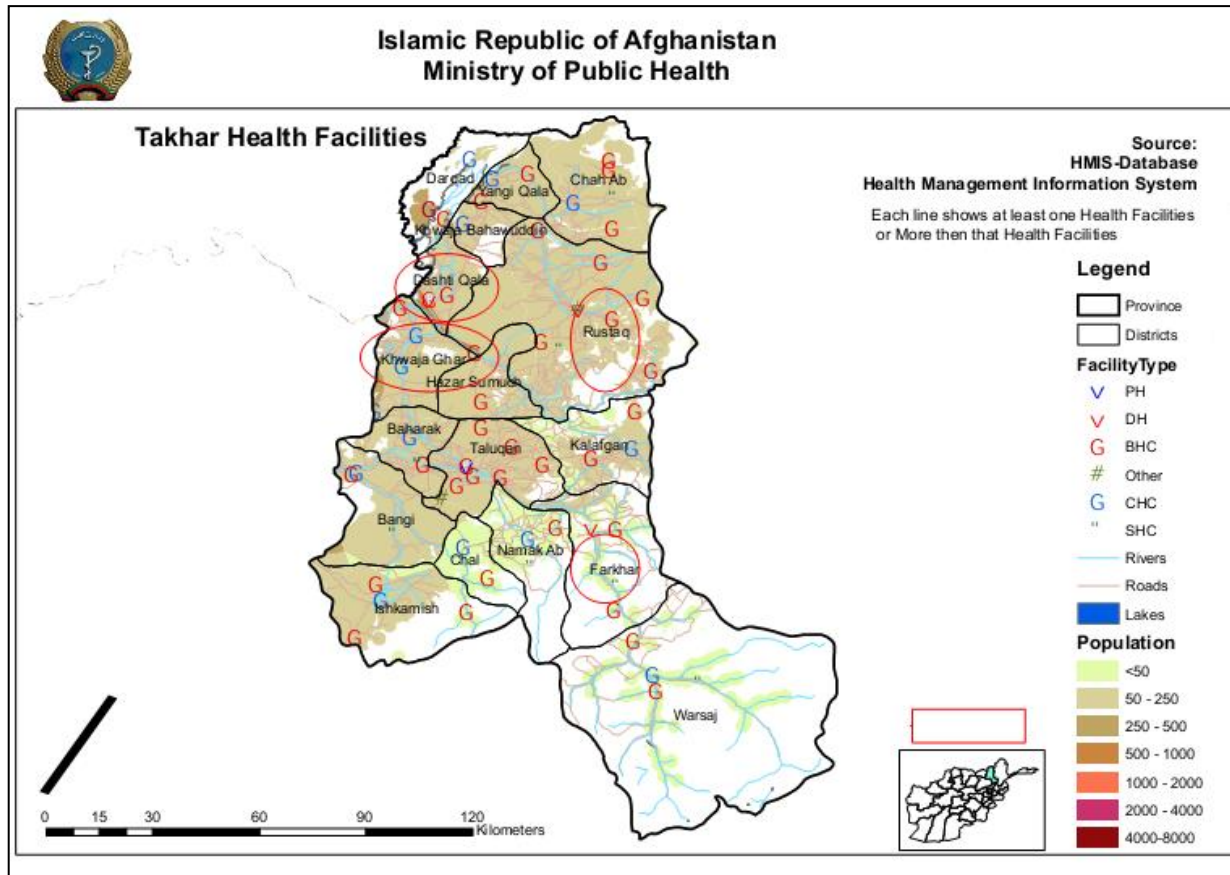 Islamic Republic of Afghanistan
Ministry of Public Health
Takhar Health Facilities
Source:
HMIS-Database
Health Management Information System
Each line shows at least one Health Facilities
or More then that Health Facilities
Legend
Province
Districts
FacilityType
V PH
V DH
G BHC
# Other
G CHC
" SHC
Rivers
Roads
Lakes
Population
<50
50 - 250
250 - 500
500 - 1000
1000 - 2000
2000 - 4000
4000-8000
Darqad
Yangi Qala
Chah Ab
Khwaja Bahawuddin
Dashti Qala
Rustaq
Khwaja Ghar
Hazar Sumuch
Baharak
Taluqan
Kalafgan
Bangi
Chal
Namak Ab
Farkhar
Ishkamish
Warsaj
0 15 30 60 90 120
Kilometers